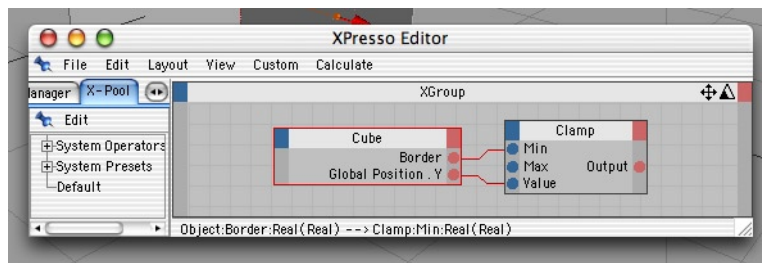 XPresso Editor
File Edit Layout View Custom Calculate
lanager X-Pool
XGroup
Edit
System Operators
System Presets
Default
Cube
Border
Global Position . Y
Clamp
Min
Max Output
Value
Object:Border:Real(Real) --> Clamp:Min:Real(Real)